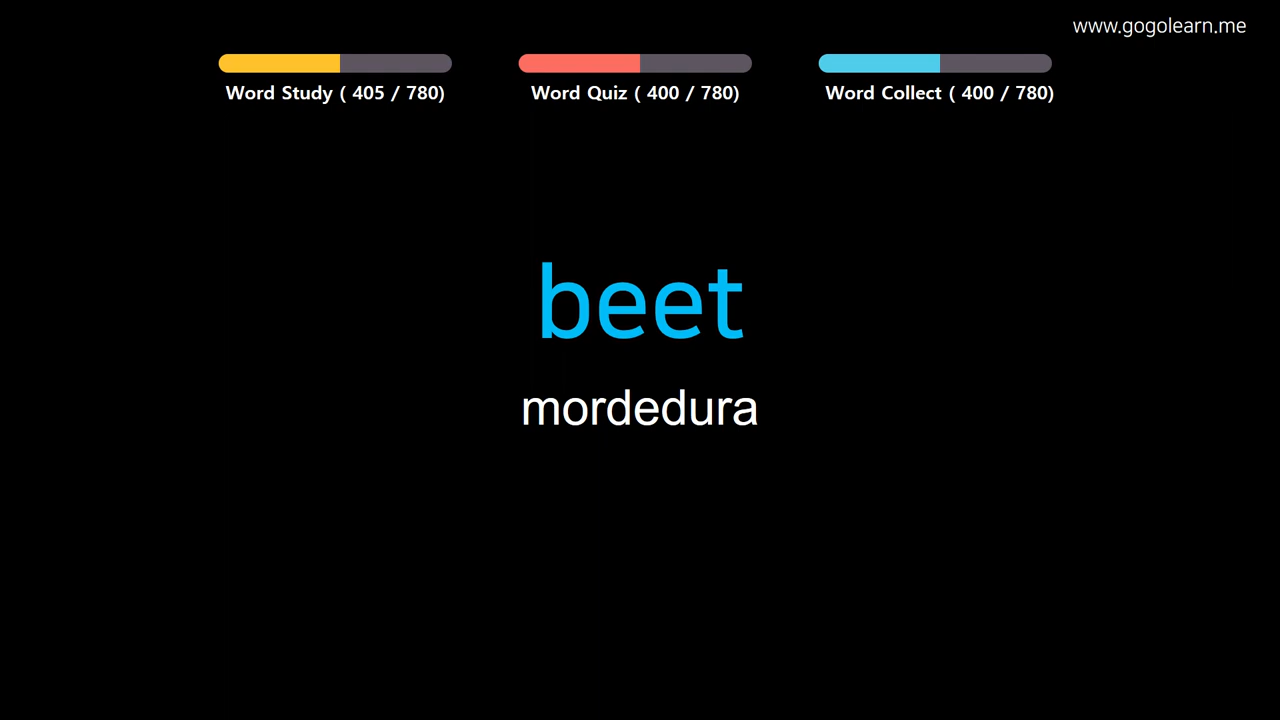 www.gogolearn.me
Word Study ( 405 / 780)
Word Quiz ( 400 / 780)
Word Collect ( 400 / 780)
beet
mordedura